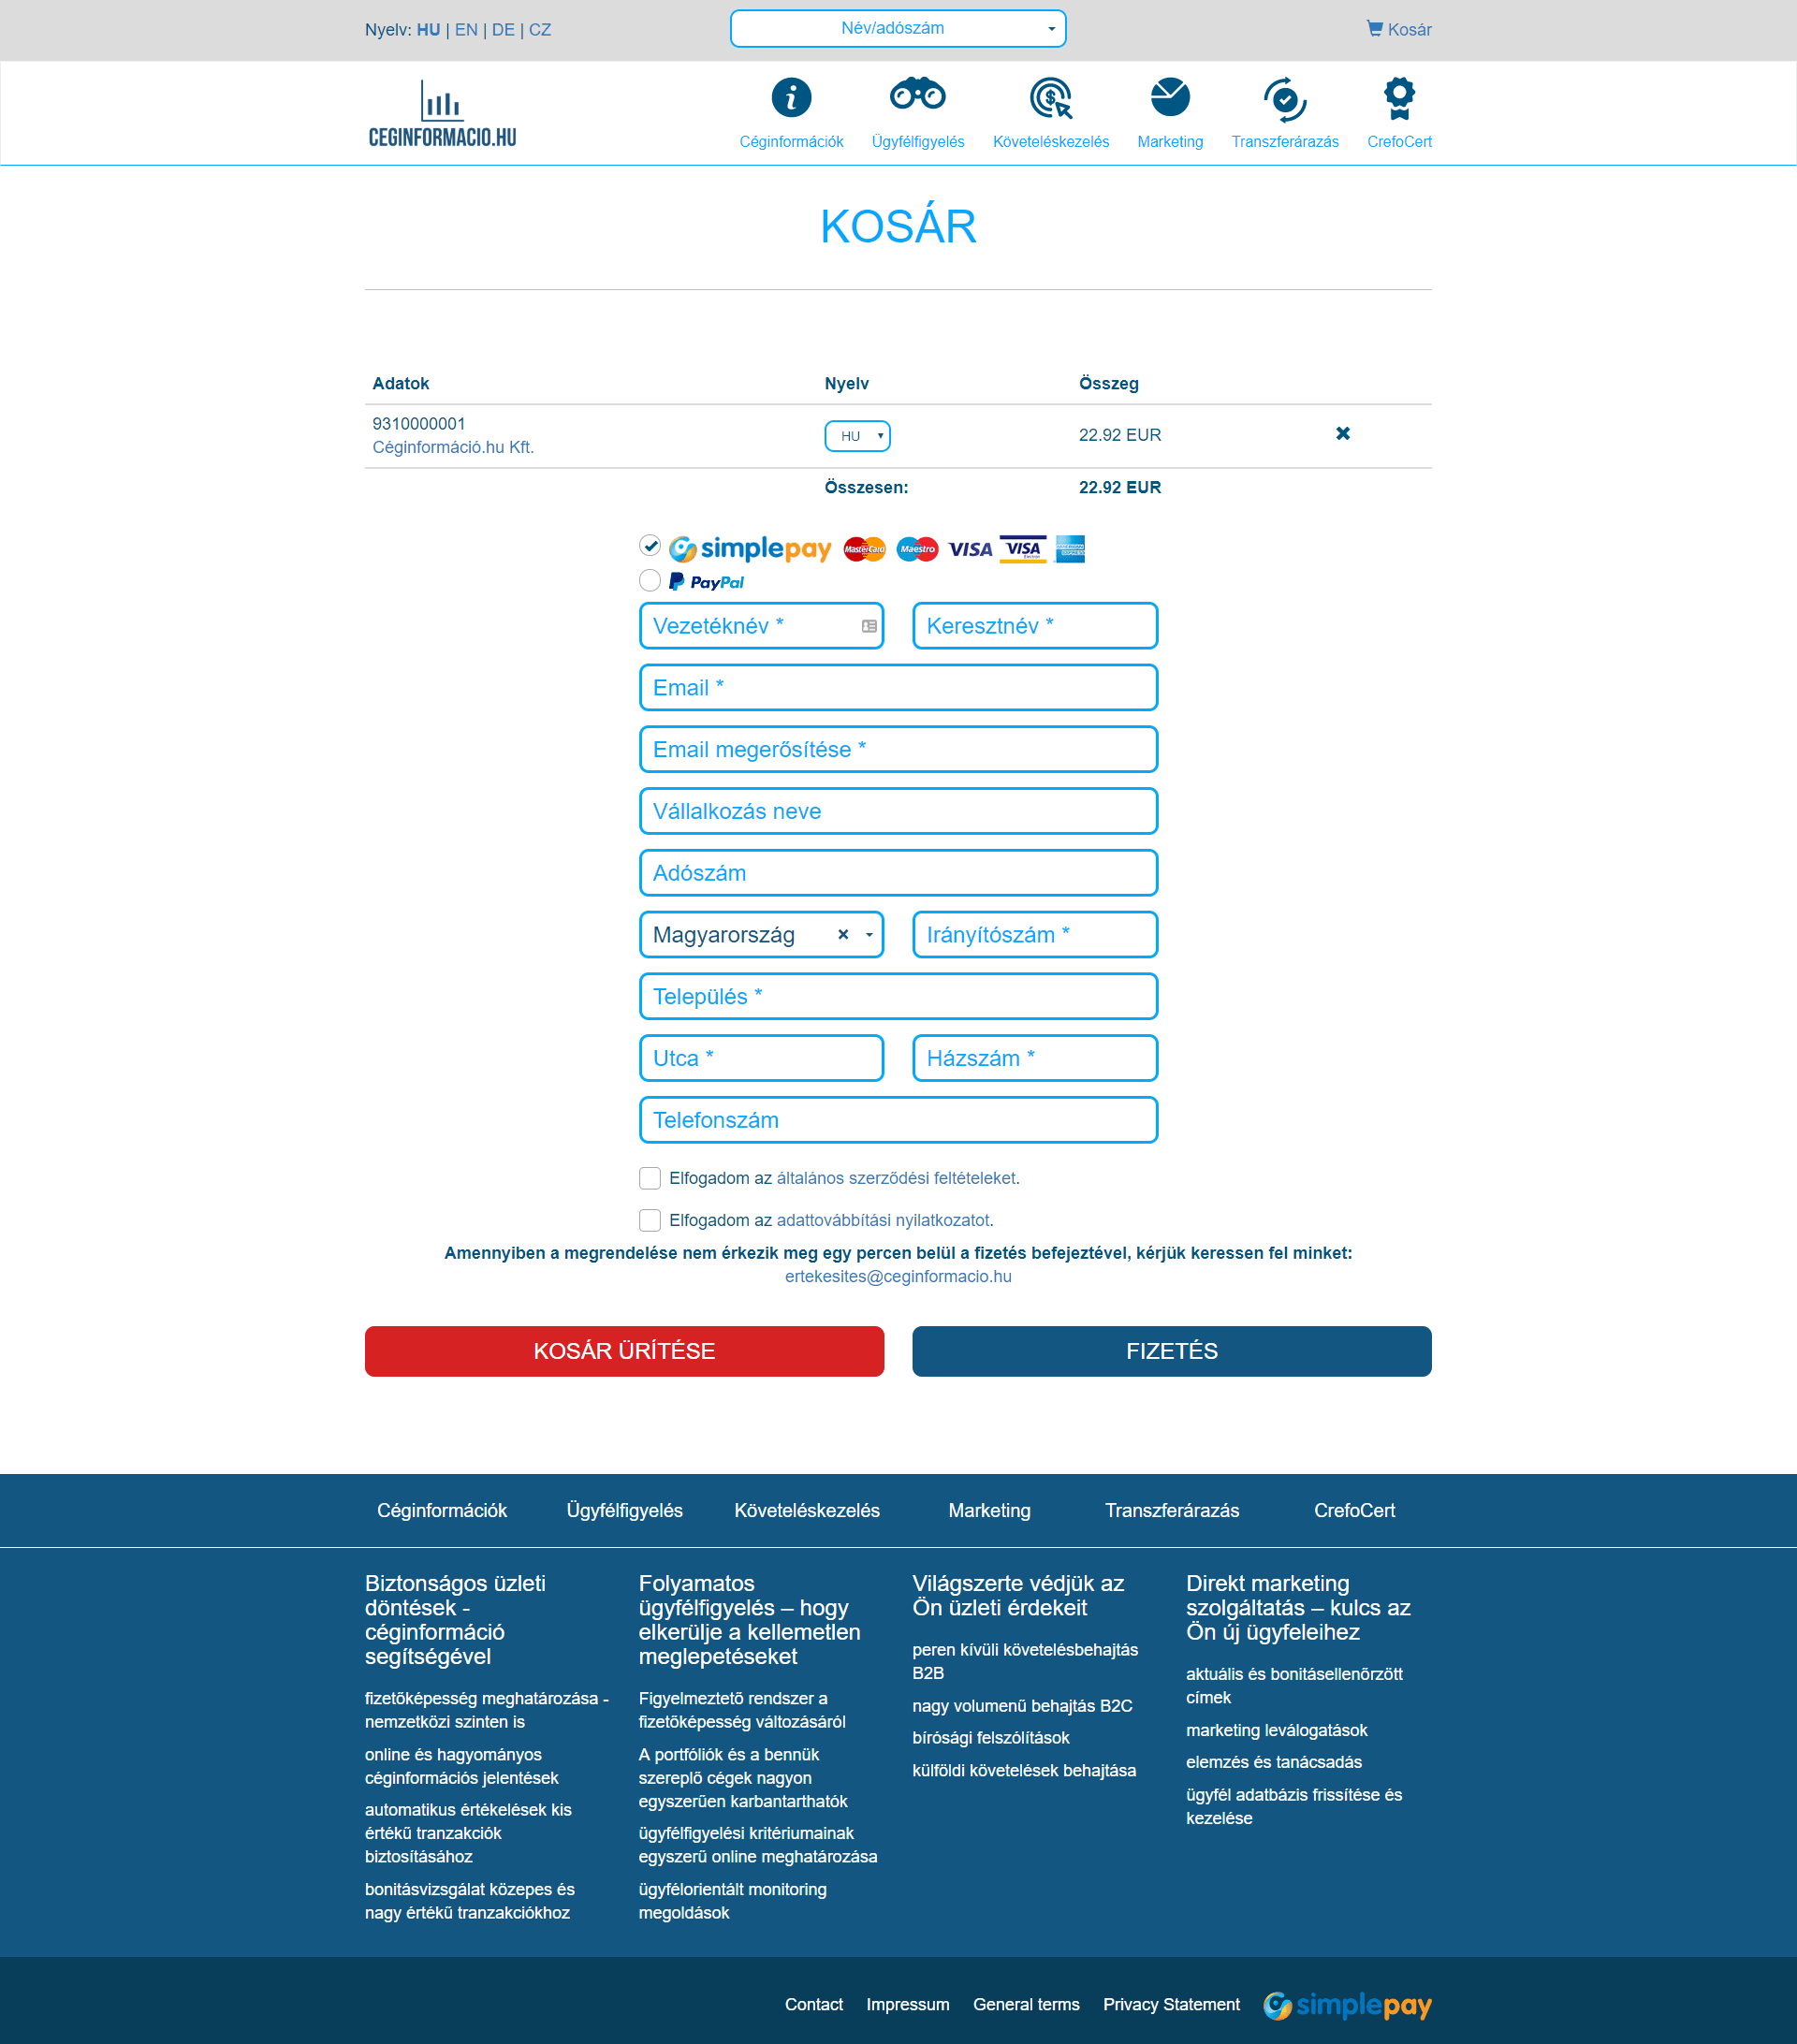 Nyelv: HU | EN | DE | CZ
Név/adószám
Kosár
CEGINFORMACIO.HU
Céginformációk
Ügyfélfigyelés
Követeléskezelés
Marketing
Transzferárazás
CrefoCert
KOSÁR
Adatok Nyelv Összeg
9310000001
Céginformáció.hu Kft.
HU
22.92 EUR
Összesen: 22.92 EUR
simplepay MasterCard Maestro VISA VISA Electron AMERICAN EXPRESS
PayPal
Vezetéknév *
Keresztnév *
Email *
Email megerősítése *
Vállalkozás neve
Adószám
Magyarország
Irányítószám *
Település *
Utca *
Házszám *
Telefonszám
Elfogadom az általános szerződési feltételeket.
Elfogadom az adattovábbítási nyilatkozatot.
Amennyiben a megrendelése nem érkezik meg egy percen belül a fizetés befejeztével, kérjük keressen fel minket:
ertekesites@ceginformacio.hu
KOSÁR ÜRÍTÉSE
FIZETÉS
Céginformációk
Ügyfélfigyelés
Követeléskezelés
Marketing
Transzferárazás
CrefoCert
Biztonságos üzleti
döntések -
céginformáció
segítségével
fizetőképesség meghatározása -
nemzetközi szinten is
online és hagyományos
céginformációs jelentések
automatikus értékelések kis
értékű tranzakciók
biztosításához
bonitásvizsgálat közepes és
nagy értékű tranzakciókhoz
Folyamatos
ügyfélfigyelés – hogy
elkerülje a kellemetlen
meglepetéseket
Figyelmeztető rendszer a
fizetőképesség változásáról
A portfóliók és a bennük
szereplő cégek nagyon
egyszerűen karbantarthatók
ügyfélfigyelési kritériumainak
egyszerű online meghatározása
ügyfélorientált monitoring
megoldások
Világszerte védjük az
Ön üzleti érdekeit
peren kívüli követelésbehajtás
B2B
nagy volumenű behajtás B2C
bírósági felszólítások
külföldi követelések behajtása
Direkt marketing
szolgáltatás – kulcs az
Ön új ügyfeleihez
aktuális és bonitásellenőrzött
címek
marketing leválogatások
elemzés és tanácsadás
ügyfél adatbázis frissítése és
kezelése
Contact
Impressum
General terms
Privacy Statement
simplepay